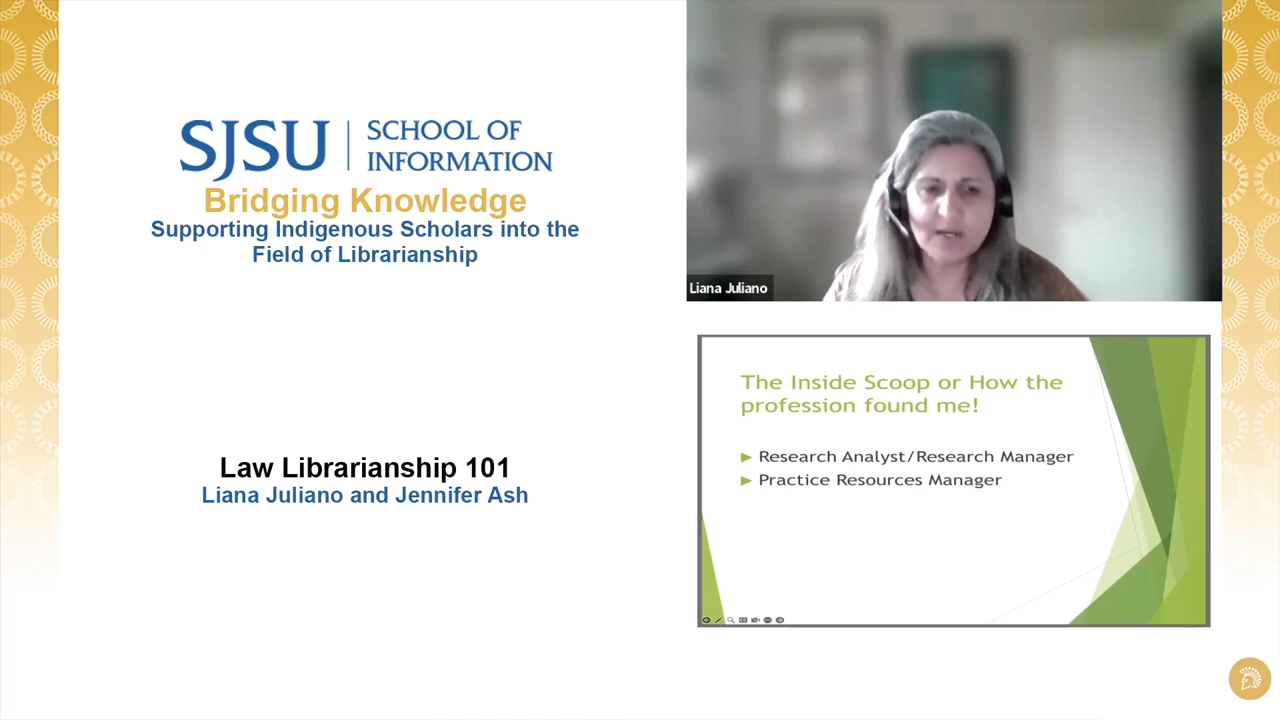 SJSU | SCHOOL OF
INFORMATION
Bridging Knowledge
Supporting Indigenous Scholars into the
Field of Librarianship
Law Librarianship 101
Liana Juliano and Jennifer Ash
Liana Juliano
The Inside Scoop or How the
profession found me!
Research Analyst/Research Manager
Practice Resources Manager